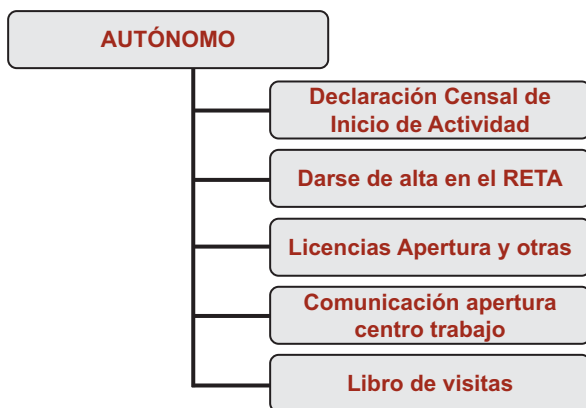 AUTÓNOMO
Declaración Censal de
Inicio de Actividad
Darse de alta en el RETA
Licencias Apertura y otras
Comunicación apertura
centro trabajo
Libro de visitas